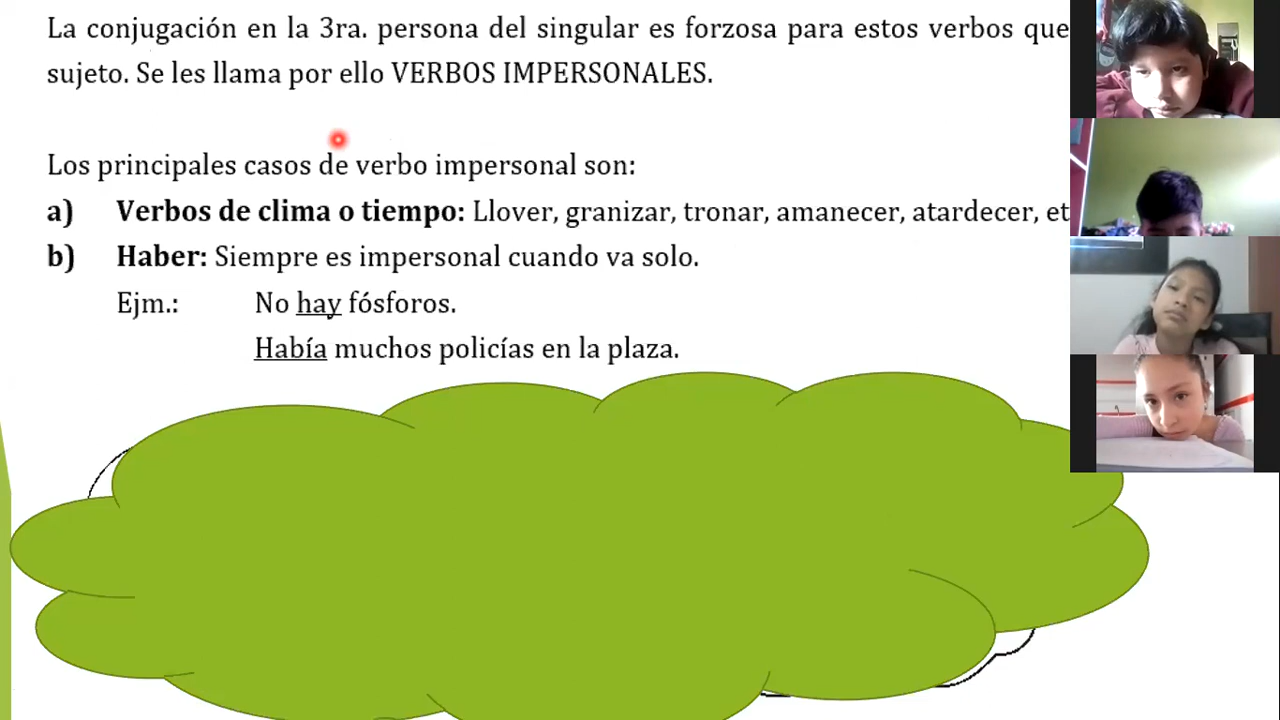 La conjugación en la 3ra. persona del singular es forzosa para estos verbos que
sujeto. Se les llama por ello VERBOS IMPERSONALES.
Los principales casos de verbo impersonal son:
a) Verbos de clima o tiempo: Llover, granizar, tronar, amanecer, atardecer, et
b) Haber: Siempre es impersonal cuando va solo.
Ejm.: No hay fósforos.
Había muchos policías en la plaza.